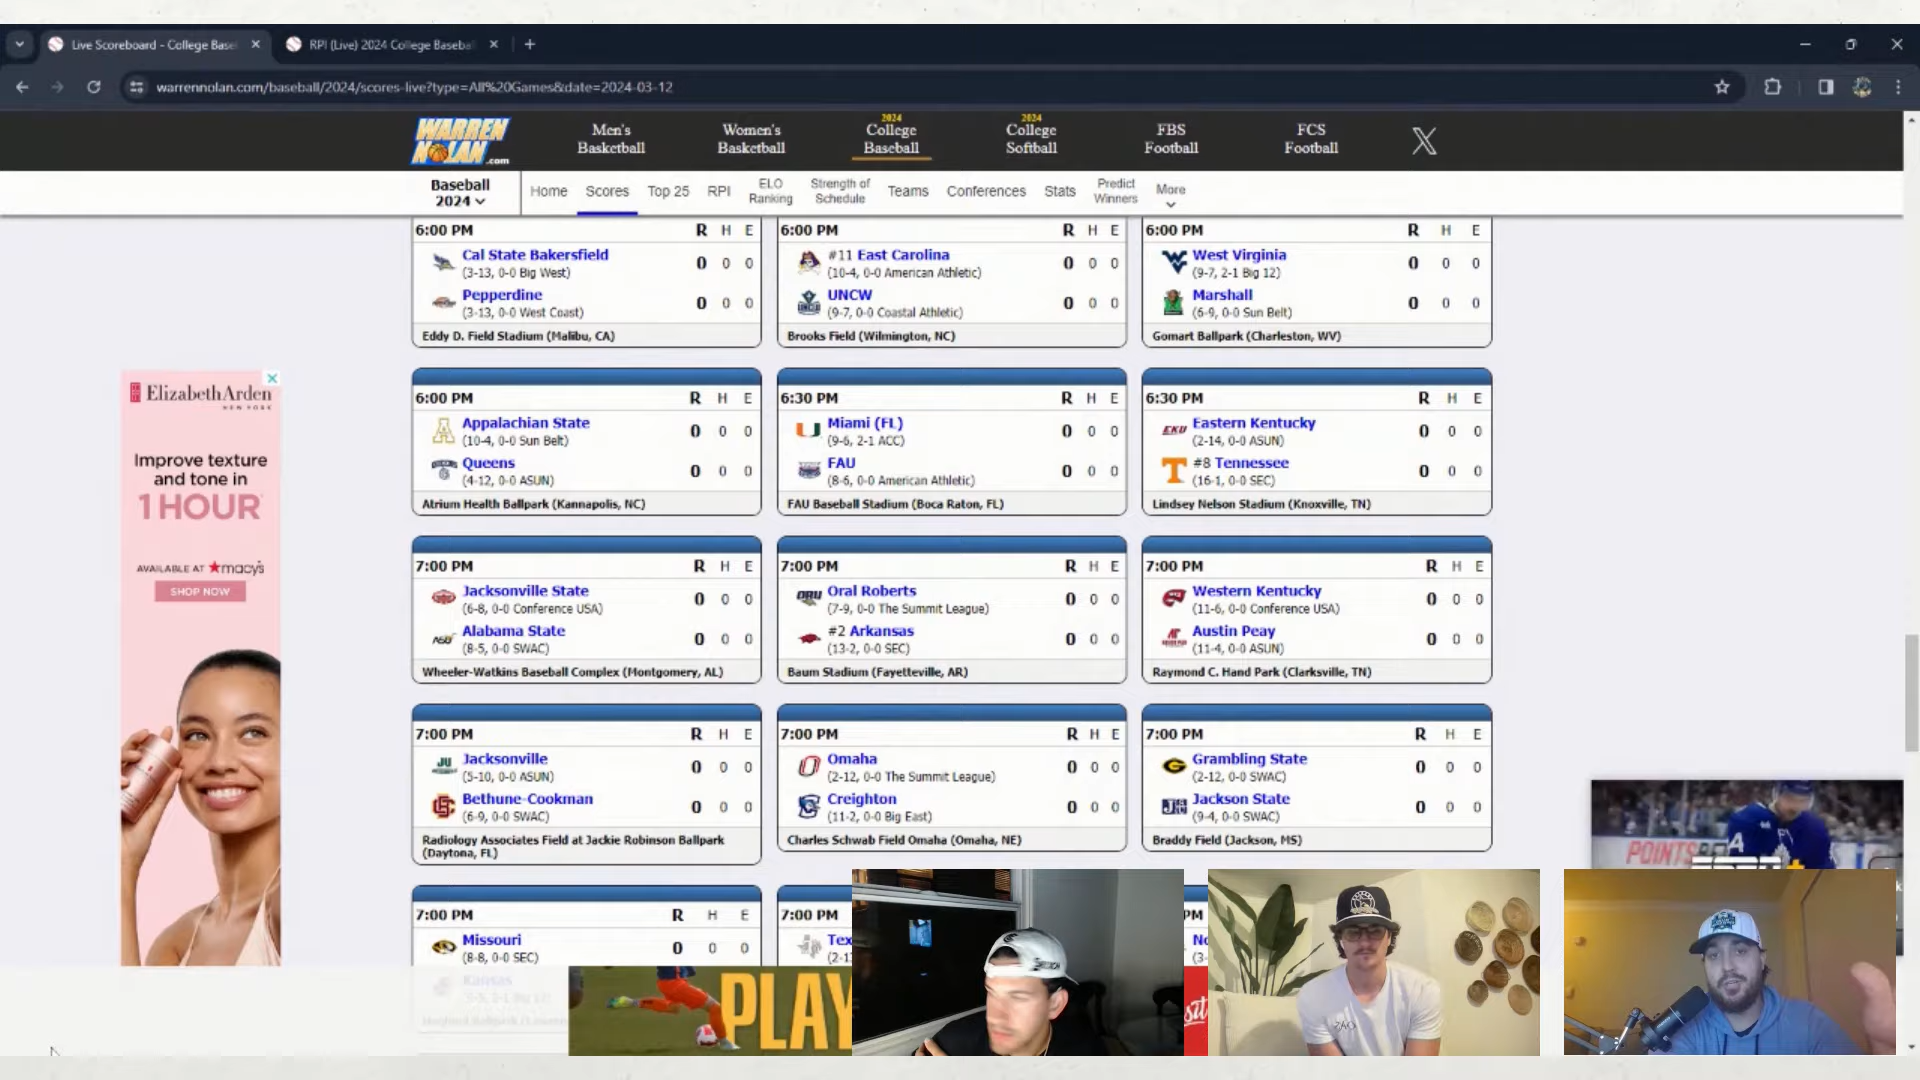 Live Scoreboard - College Base
RPI (Live) 2024 College Baseba
warrennolan.com/baseball/2024/scores-live?type=All%20Games&date=2024-03-12
WARREN NOLAN.com
Men's Basketball
Women's Basketball
2024 College Baseball
2024 College Softball
FBS Football
FCS Football
Baseball 2024
Home Scores Top 25 RPI ELO Ranking Strength of Schedule Teams Conferences Stats Predict Winners More
6:00 PM R H E
Cal State Bakersfield 0 0 0
(3-13, 0-0 Big West)
Pepperdine 0 0 0
(3-13, 0-0 West Coast)
Eddy D. Field Stadium (Malibu, CA)
6:00 PM R H E
#11 East Carolina 0 0 0
(10-4, 0-0 American Athletic)
UNCW 0 0 0
(9-7, 0-0 Coastal Athletic)
Brooks Field (Wilmington, NC)
6:00 PM R H E
West Virginia 0 0 0
(9-7, 2-1 Big 12)
Marshall 0 0 0
(6-9, 0-0 Sun Belt)
Gomart Ballpark (Charleston, WV)
6:00 PM R H E
Appalachian State 0 0 0
(10-4, 0-0 Sun Belt)
Queens 0 0 0
(4-12, 0-0 ASUN)
Atrium Health Ballpark (Kannapolis, NC)
6:30 PM R H E
Miami (FL) 0 0 0
(9-6, 2-1 ACC)
FAU 0 0 0
(8-6, 0-0 American Athletic)
FAU Baseball Stadium (Boca Raton, FL)
6:30 PM R H E
EKU Eastern Kentucky 0 0 0
(2-14, 0-0 ASUN)
#8 Tennessee 0 0 0
(16-1, 0-0 SEC)
Lindsey Nelson Stadium (Knoxville, TN)
7:00 PM R H E
Jacksonville State 0 0 0
(6-8, 0-0 Conference USA)
ASU Alabama State 0 0 0
(8-5, 0-0 SWAC)
Wheeler-Watkins Baseball Complex (Montgomery, AL)
7:00 PM R H E
ORU Oral Roberts 0 0 0
(7-9, 0-0 The Summit League)
#2 Arkansas 0 0 0
(13-2, 0-0 SEC)
Baum Stadium (Fayetteville, AR)
7:00 PM R H E
Western Kentucky 0 0 0
(11-6, 0-0 Conference USA)
Austin Peay 0 0 0
(11-4, 0-0 ASUN)
Raymond C. Hand Park (Clarksville, TN)
7:00 PM R H E
JU Jacksonville 0 0 0
(5-10, 0-0 ASUN)
Bethune-Cookman 0 0 0
(6-9, 0-0 SWAC)
Radiology Associates Field at Jackie Robinson Ballpark
(Daytona, FL)
7:00 PM R H E
Omaha 0 0 0
(2-12, 0-0 The Summit League)
Creighton 0 0 0
(11-2, 0-0 Big East)
Charles Schwab Field Omaha (Omaha, NE)
7:00 PM R H E
Grambling State 0 0 0
(2-12, 0-0 SWAC)
Jackson State 0 0 0
(9-4, 0-0 SWAC)
Braddy Field (Jackson, MS)
7:00 PM R H E
Missouri 0 0 0
(8-8, 0-0 SEC)
Kansas
7:00 PM
Tex
(2-1
PM
No
(3-
Elizabeth Arden
NEW YORK
Improve texture
and tone in
1 HOUR
AVAILABLE AT macy's
SHOP NOW
PLAY
POINTSB
4
ESPN+